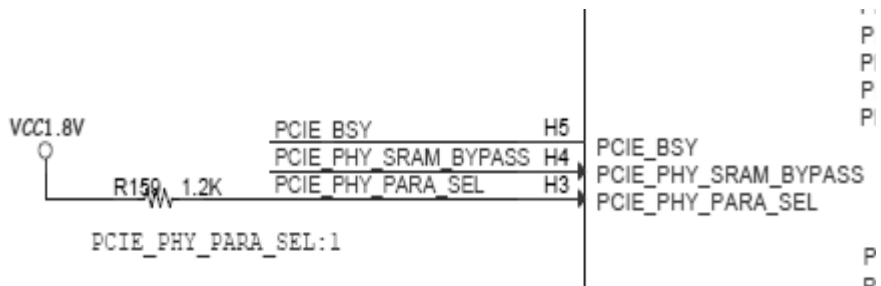 VCC1.8V
PCIE_BSY H5
PCIE_PHY_SRAM_BYPASS H4
R159 1.2K PCIE_PHY_PARA_SEL H3
PCIE_BSY
PCIE_PHY_SRAM_BYPASS
PCIE_PHY_PARA_SEL
PCIE_PHY_PARA_SEL:1